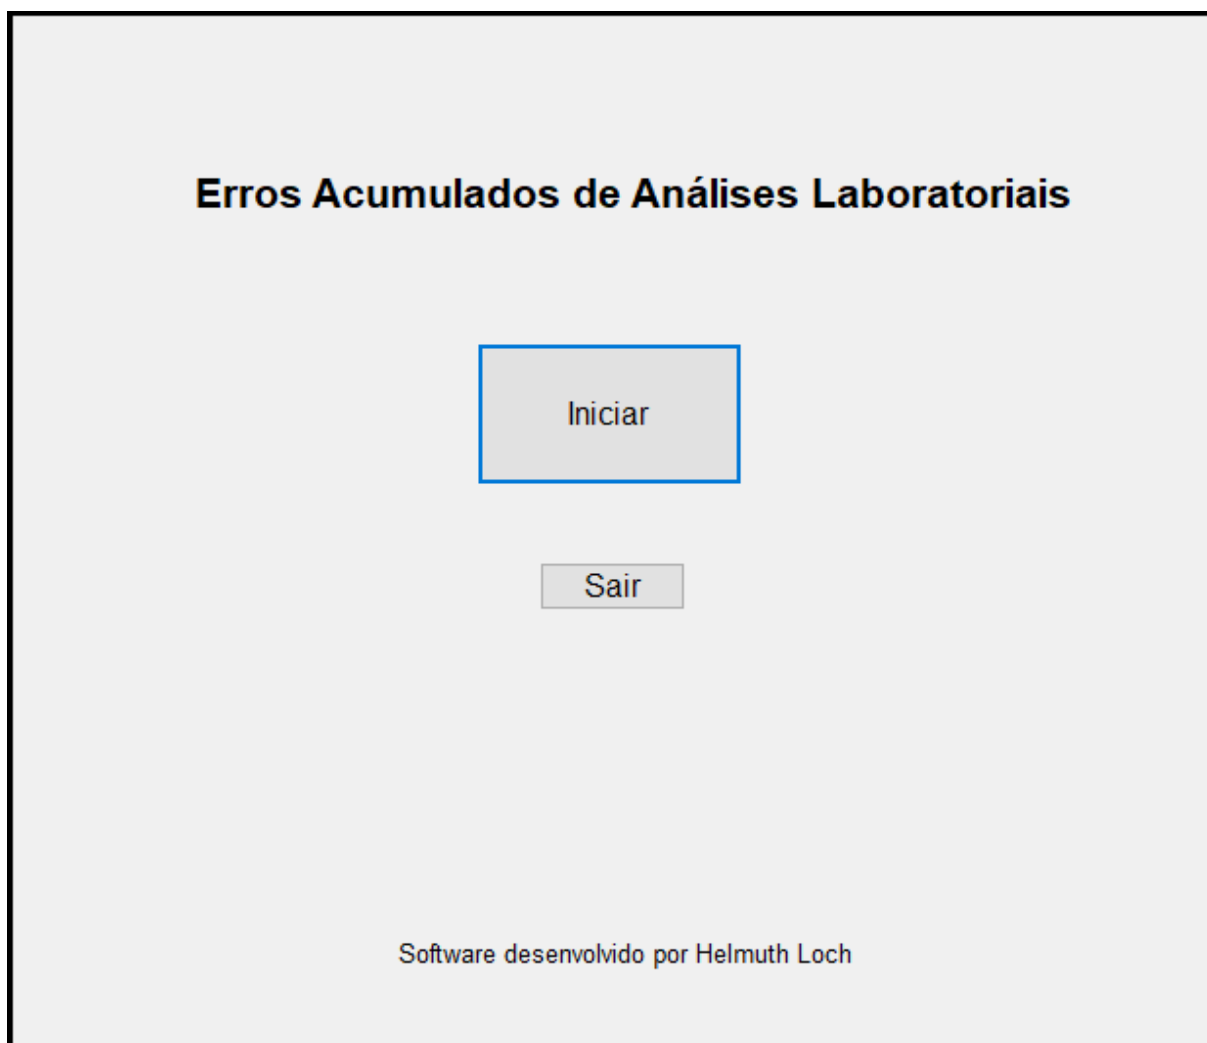 Erros Acumulados de Análises Laboratoriais
Iniciar
Sair
Software desenvolvido por Helmuth Loch